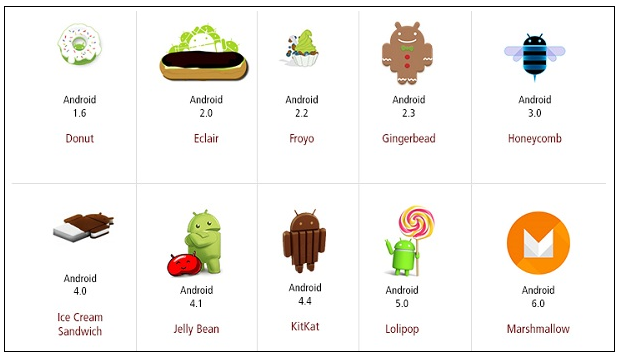 Android
1.6
Donut
Android
2.0
Eclair
Android
2.2
Froyo
Android
2.3
Gingerbead
Android
3.0
Honeycomb
Android
4.0
Ice Cream
Sandwich
Android
4.1
Jelly Bean
Android
4.4
KitKat
Android
5.0
Lolipop
Android
6.0
Marshmallow